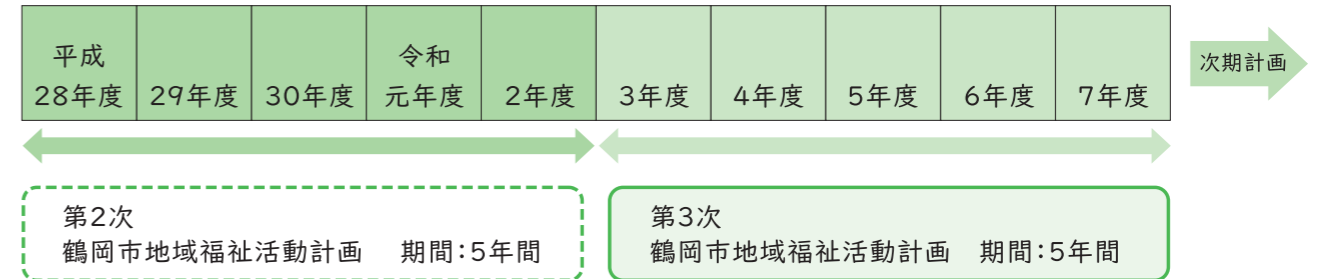 平成
28年度
29年度
30年度
令和
元年度
2年度
3年度
4年度
5年度
6年度
7年度
次期計画
第2次
鶴岡市地域福祉活動計画　期間:5年間
第3次
鶴岡市地域福祉活動計画　期間:5年間